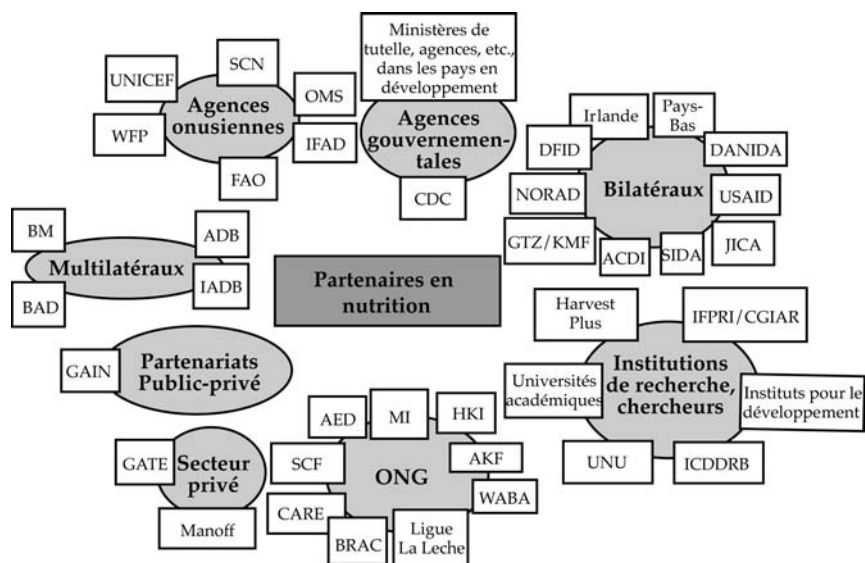 Ministères de
tutelle, agences, etc.,
dans les pays en
développement
SCN
UNICEF
OMS
Agences
onusiennes
WFP
IFAD
FAO
Agences
gouvernemen-
tales
CDC
Irlande
Pays-
Bas
DFID
DANIDA
Bilatéraux
NORAD
USAID
GTZ/KMF
ACDI
SIDA
JICA
BM
ADB
Multilatéraux
BAD
IADB
Partenaires en
nutrition
Harvest
Plus
IFPRI/CGIAR
Institutions
de recherche,
chercheurs
Universités
académiques
Instituts pour le
développement
UNU
ICDDRB
GAIN
Partenariats
Public-privé
GATE
Secteur
privé
Manoff
AED
MI
HKI
SCF
ONG
AKF
WABA
CARE
BRAC
Ligue
La Leche